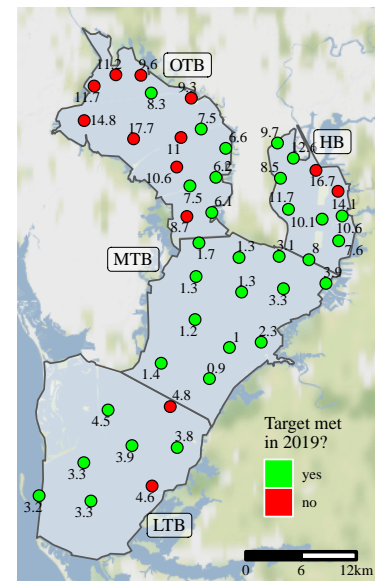 OTB
11.2 9.6
11.7 8.3 9.3
14.8 17.7 11 7.5 6.6
9.7 HB
12.6
10.6 6.2 8.5 16.7
7.5 6.1 11.7 14.1
8.7 10.1 10.6
MTB 1.7 1.3 3.1 8 7.6
1.3 1.3 3.3 3.9
1.2 1 2.3
1.4 0.9
4.8
4.5 3.9 3.8
3.3
3.2 3.3 4.6
LTB
Target met
in 2019?
yes
no
0 6 12km